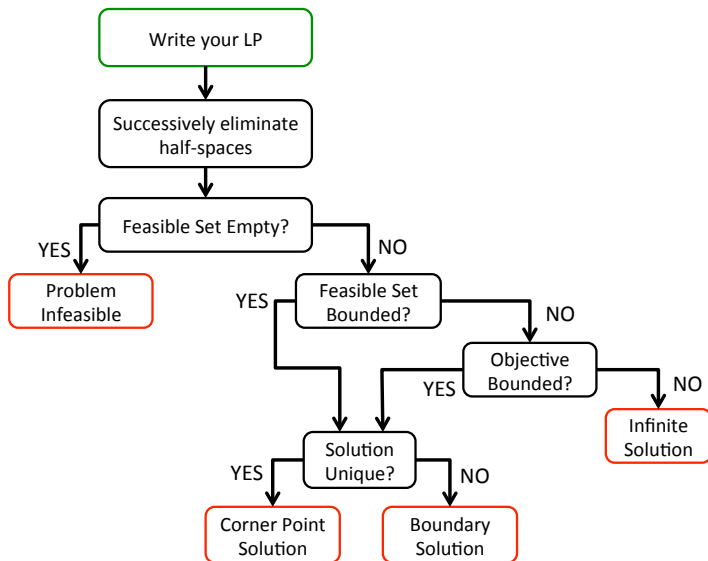 Write your LP
Successively eliminate
half-spaces
Feasible Set Empty?
YES
NO
Problem
Infeasible
YES
Feasible Set
Bounded?
NO
YES
Objective
Bounded?
NO
Infinite
Solution
YES
Solution
Unique?
NO
Corner Point
Solution
Boundary
Solution